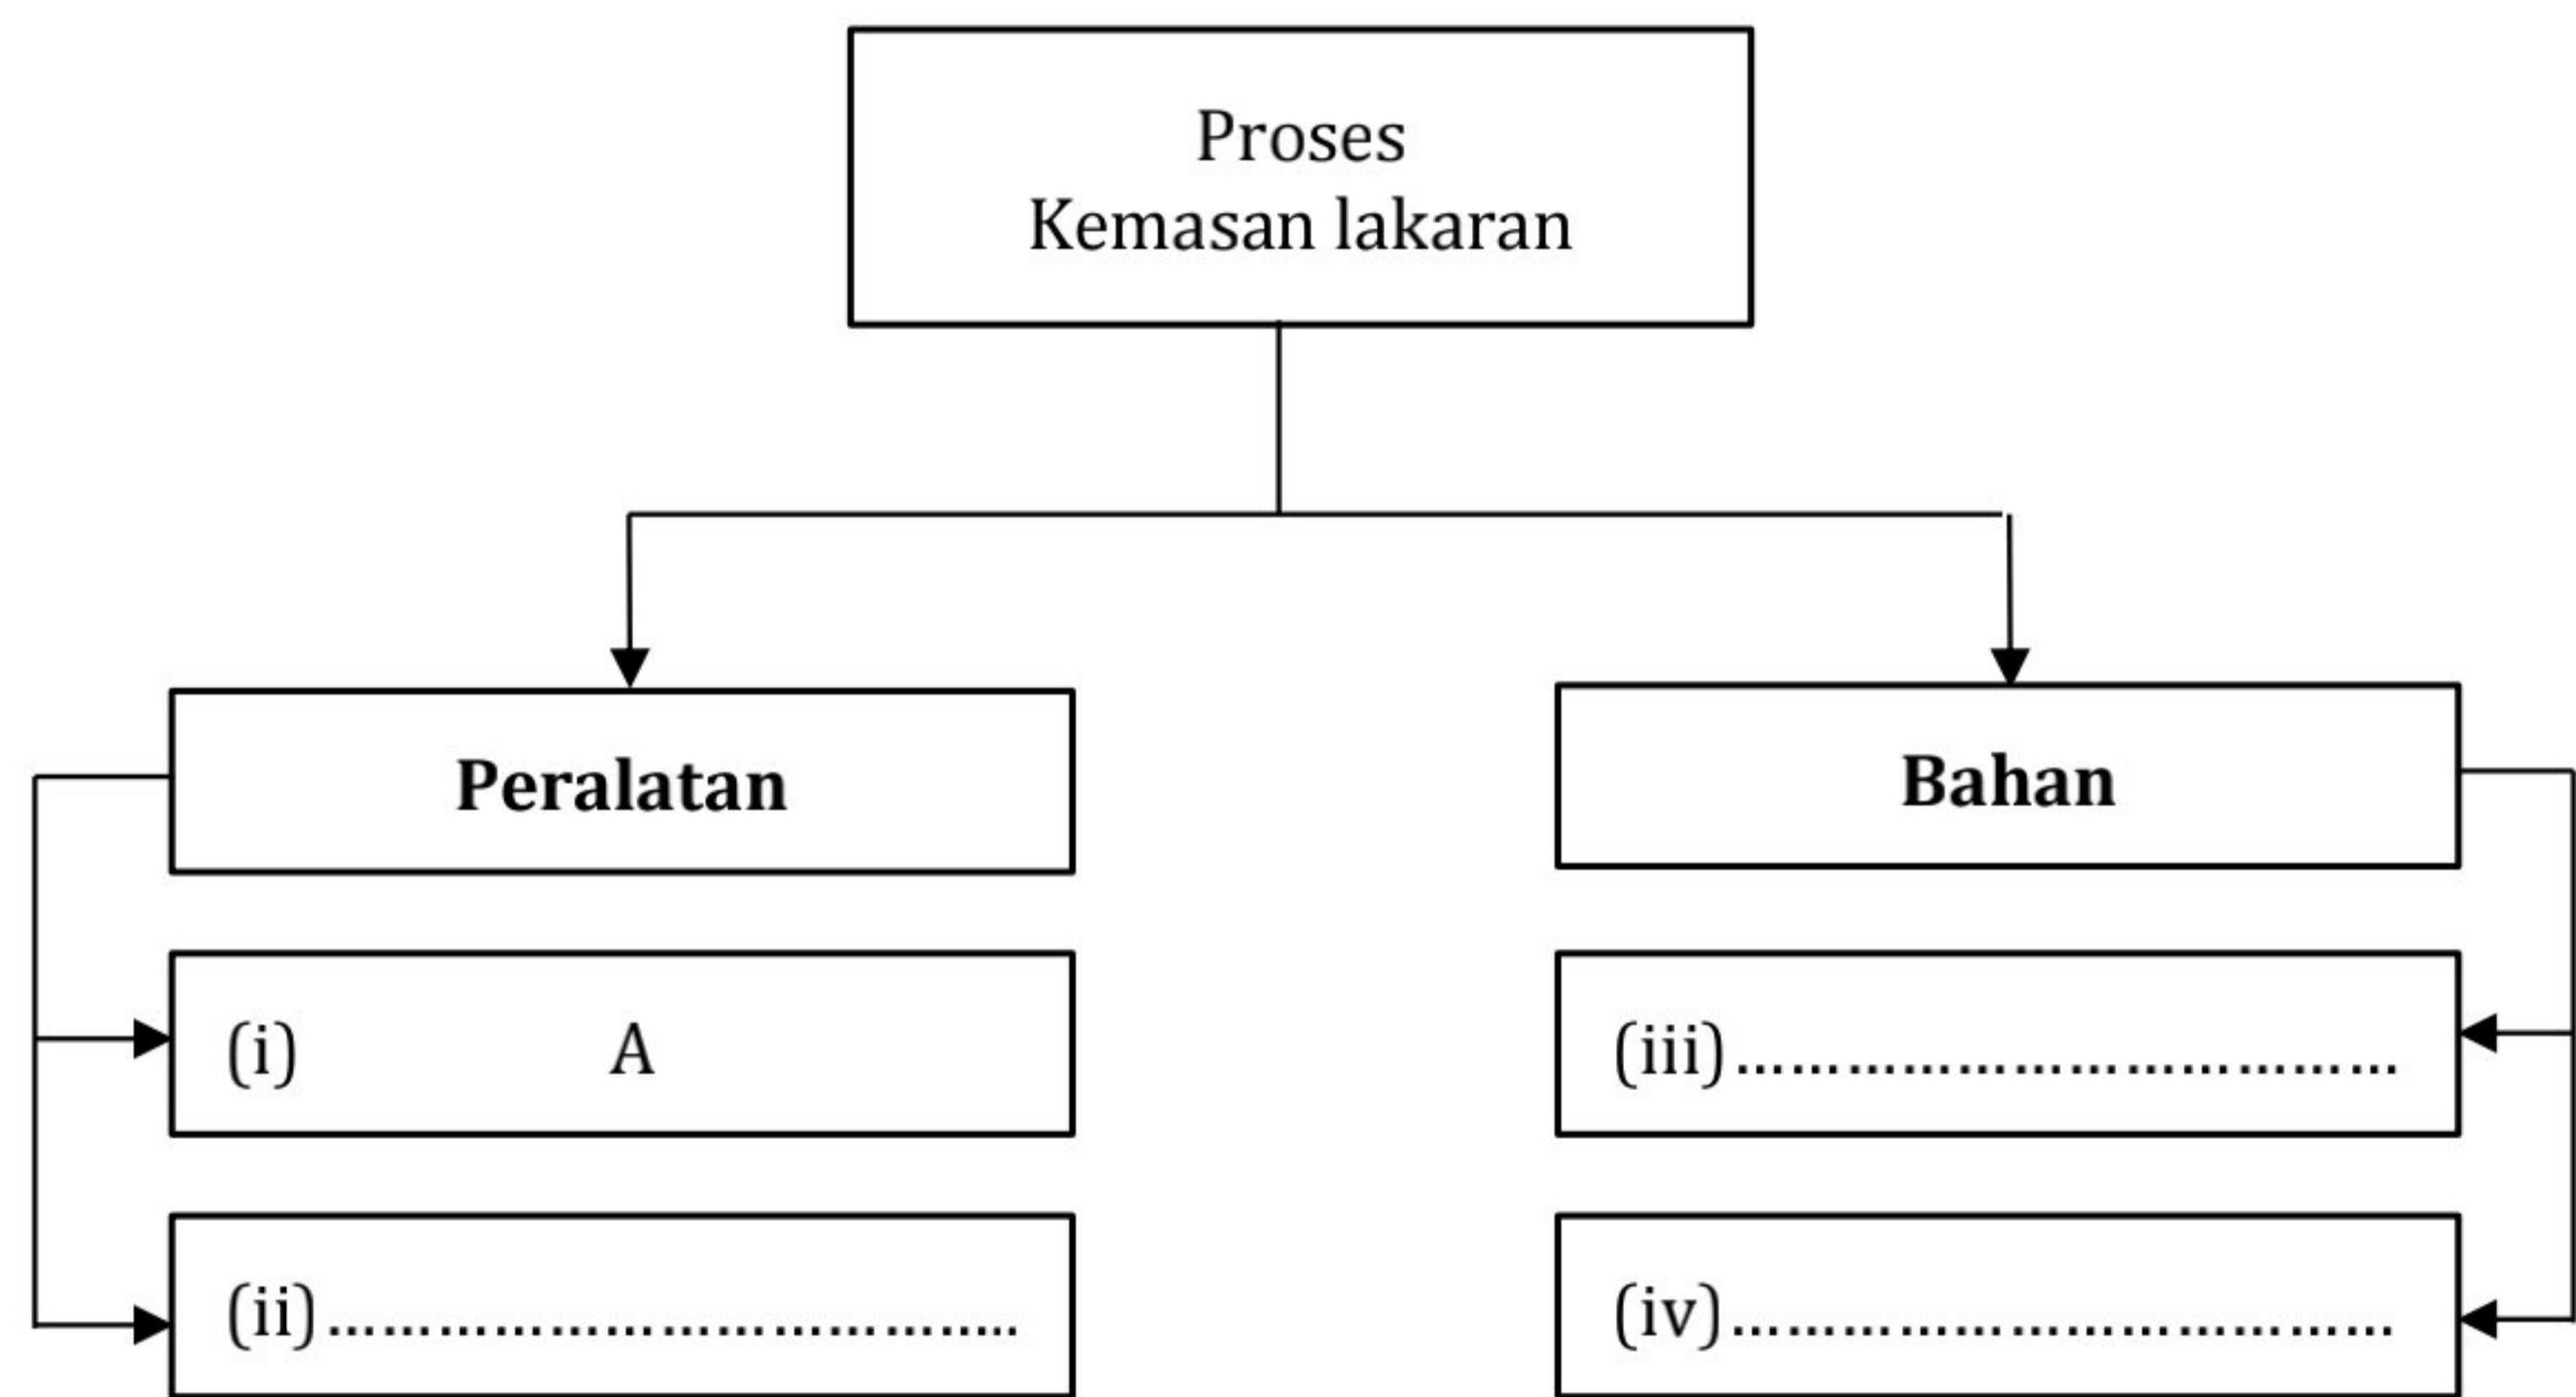 Proses
Kemasan lakaran
Peralatan
Bahan
(i) A
(iii)....................................
(ii)....................................
(iv)....................................